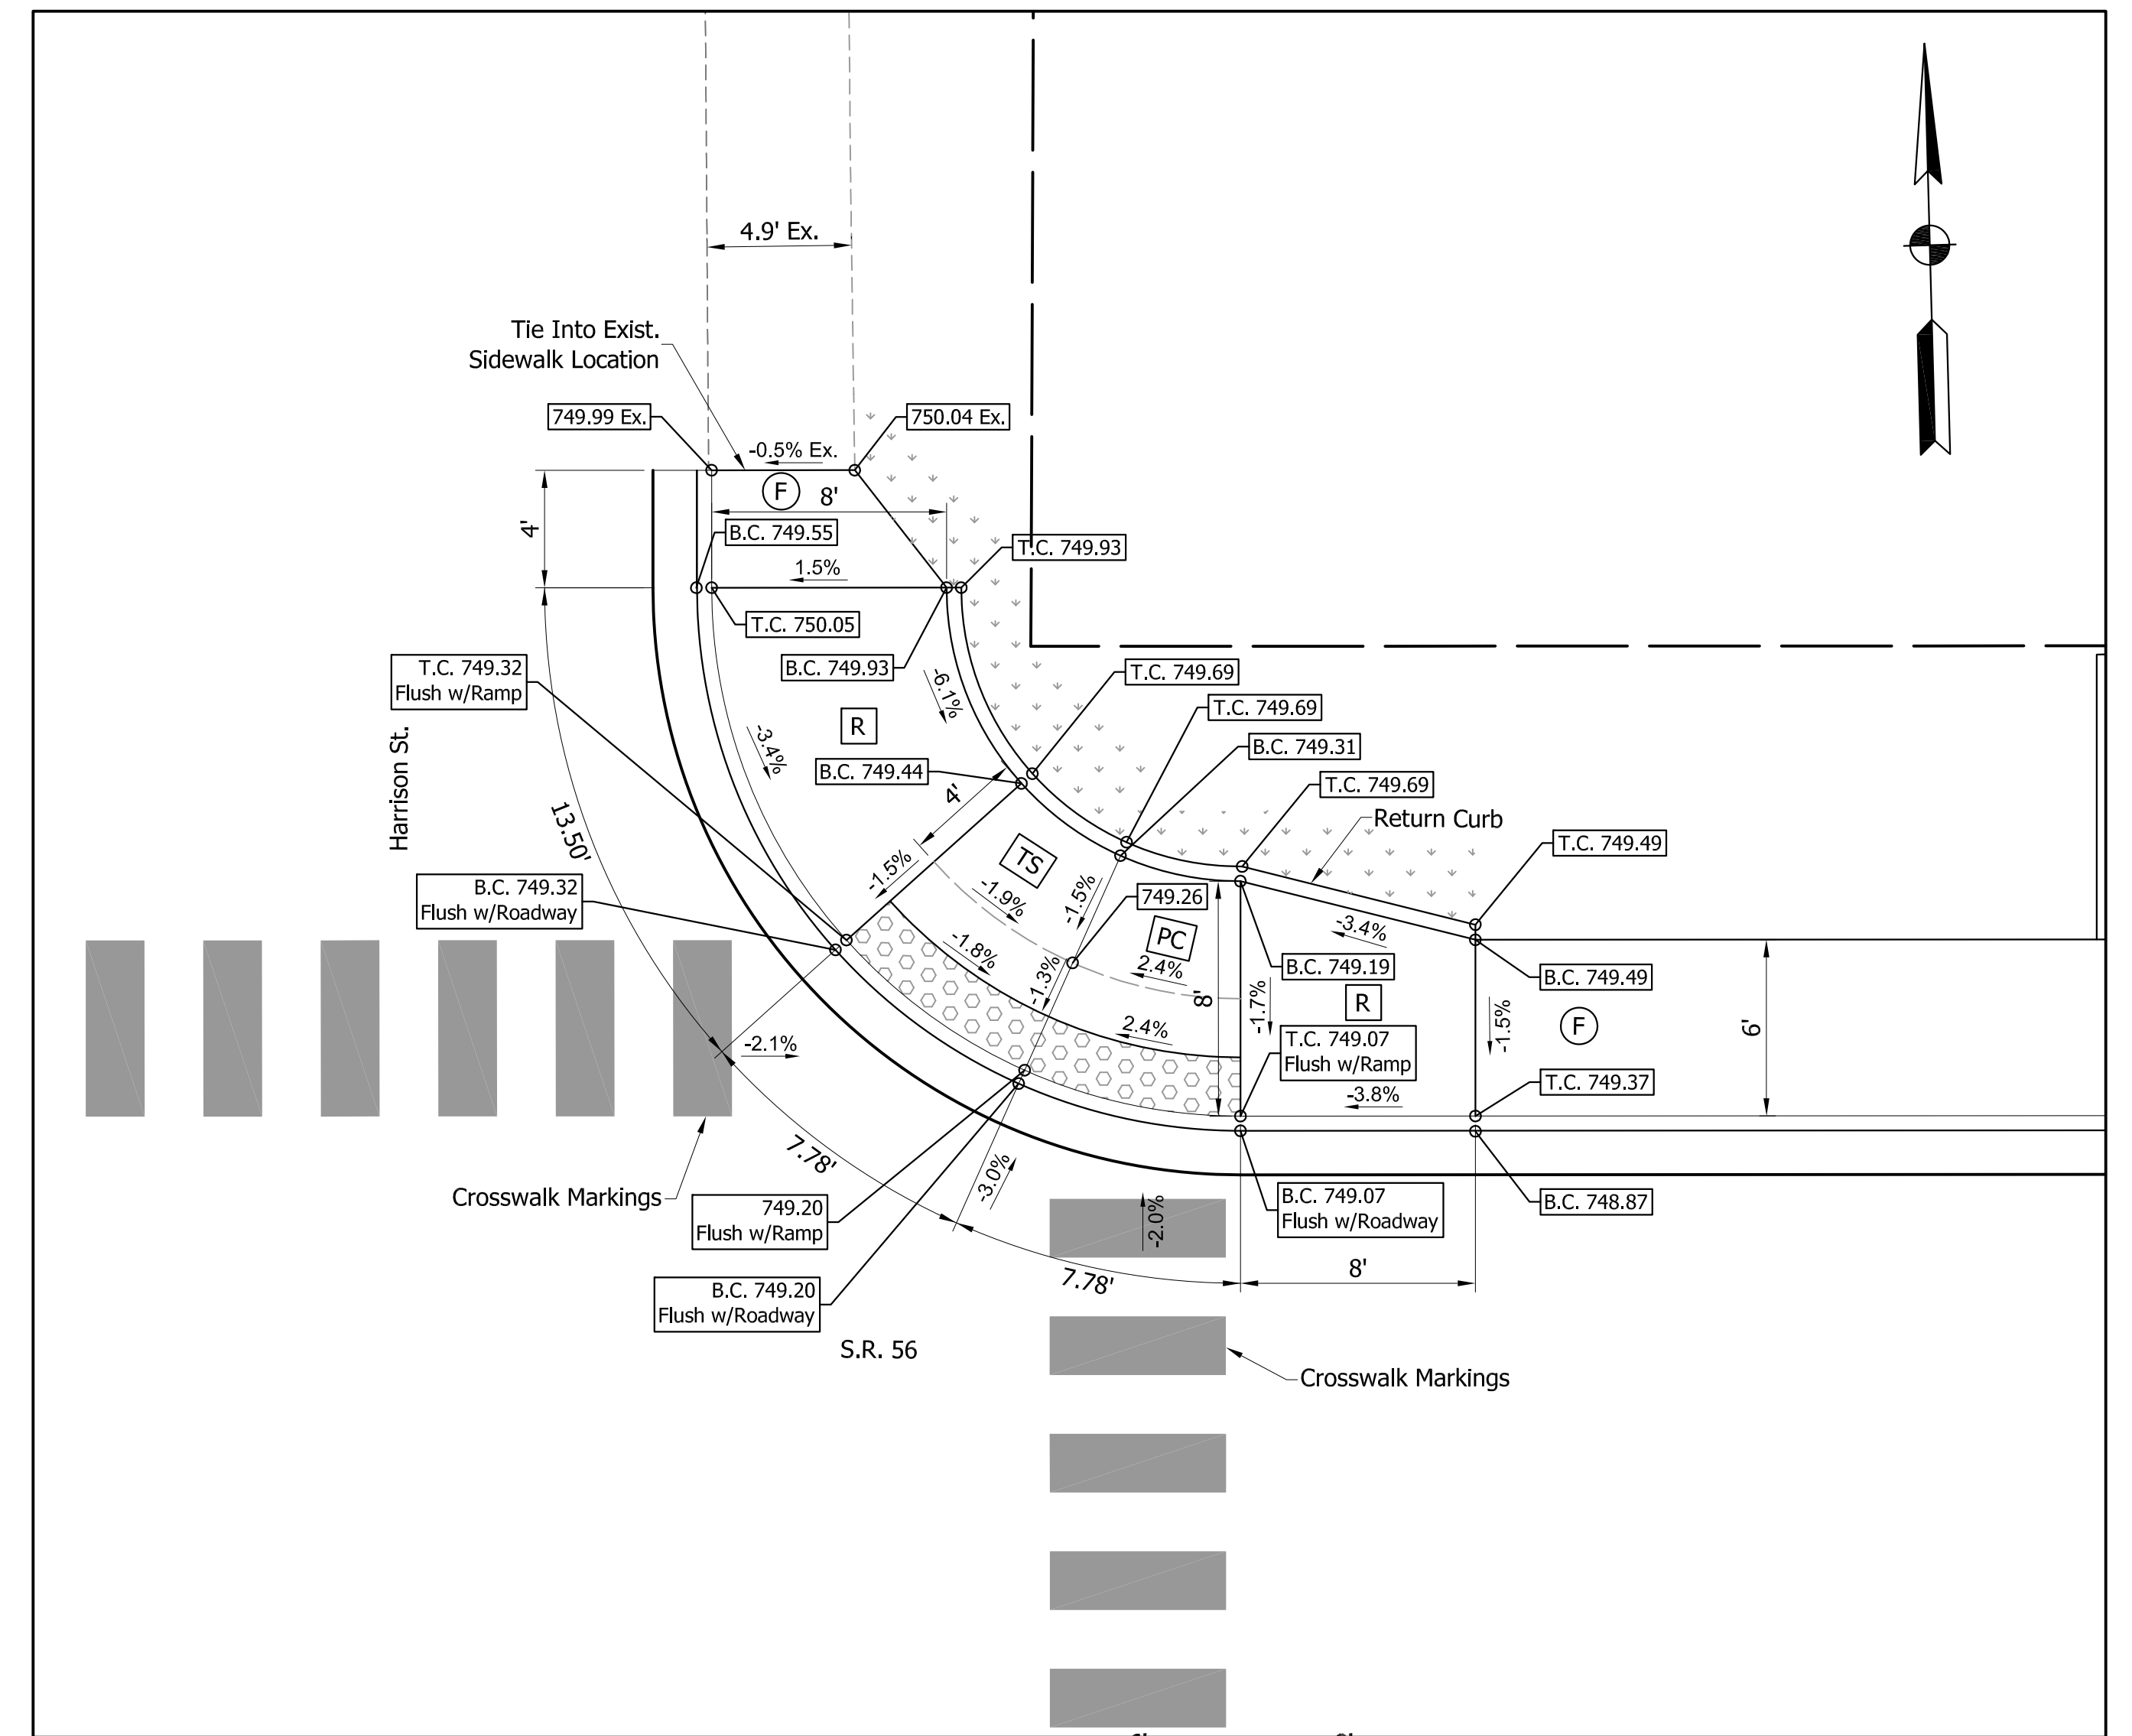 4.9' Ex.
Tie Into Exist.
Sidewalk Location
749.99 Ex.
750.04 Ex.
-0.5% Ex.
F
8'
4'
B.C. 749.55
T.C. 749.93
1.5%
T.C. 750.05
B.C. 749.93
T.C. 749.32
Flush w/Ramp
T.C. 749.69
-6.1%
T.C. 749.69
R
-3.4%
B.C. 749.31
B.C. 749.44
T.C. 749.69
Harrison St.
4'
Return Curb
13.50'
T.C. 749.49
TS
-1.5%
B.C. 749.32
Flush w/Roadway
-1.9%
-1.5%
749.26
-3.4%
PC
-1.8%
2.4%
B.C. 749.19
B.C. 749.49
-1.3%
8'
-1.7%
R
-1.5%
F
6'
2.4%
T.C. 749.07
Flush w/Ramp
-2.1%
T.C. 749.37
-3.8%
7.78'
-3.0%
Crosswalk Markings
749.20
Flush w/Ramp
-2.0%
B.C. 749.07
Flush w/Roadway
B.C. 748.87
7.78'
8'
B.C. 749.20
Flush w/Roadway
S.R. 56
Crosswalk Markings